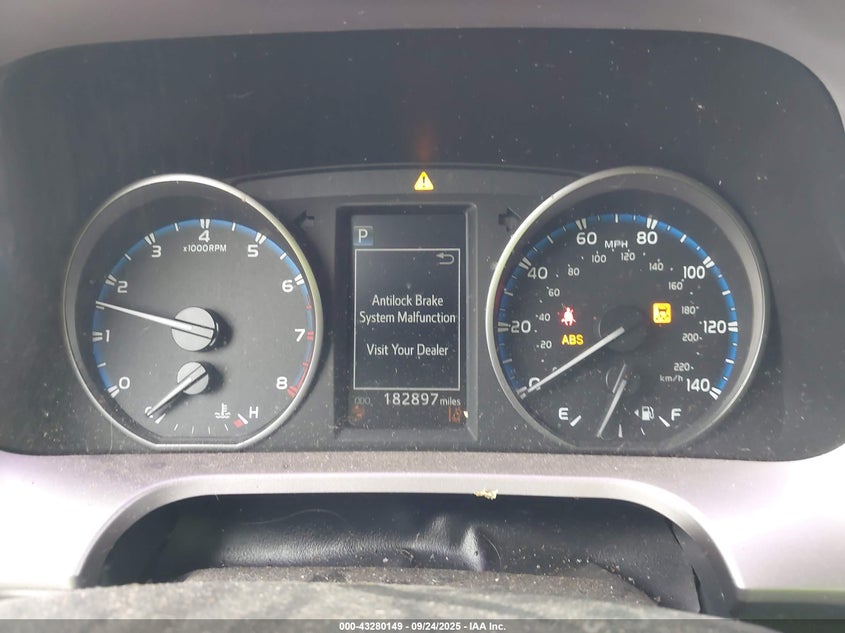 0 1 2 3 4 5 6 7 8
x1000RPM
H
P
Antilock Brake
System Malfunction
Visit Your Dealer
ODO 182897 miles
0 20 40 60 80 100 120 140
MPH
20 40 60 80 100 120 140 160 180 200 220
km/h
ABS
E F
000-43280149 - 09/24/2025 - IAA Inc.